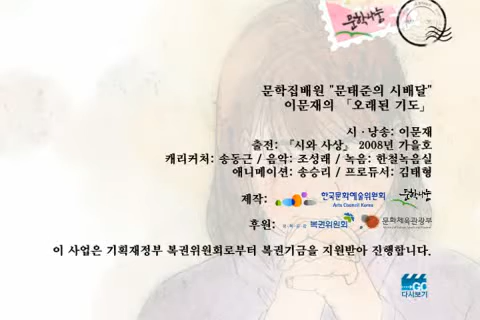 문학나눔
문학집배원 "문태준의 시배달"
이문재의 「오래된 기도」
시·낭송: 이문재
출전: 『시와 사상』 2008년 가을호
캐리커처: 송동근 / 음악: 조성래 / 녹음: 한철녹음실
애니메이션: 송승리 / 프로듀서: 김태형
제작: 한국문화예술위원회 문학나눔
Arts Council Korea
후원: 복권위원회 문화체육관광부
이 사업은 기획재정부 복권위원회로부터 복권기금을 지원받아 진행합니다.
GO
다시보기